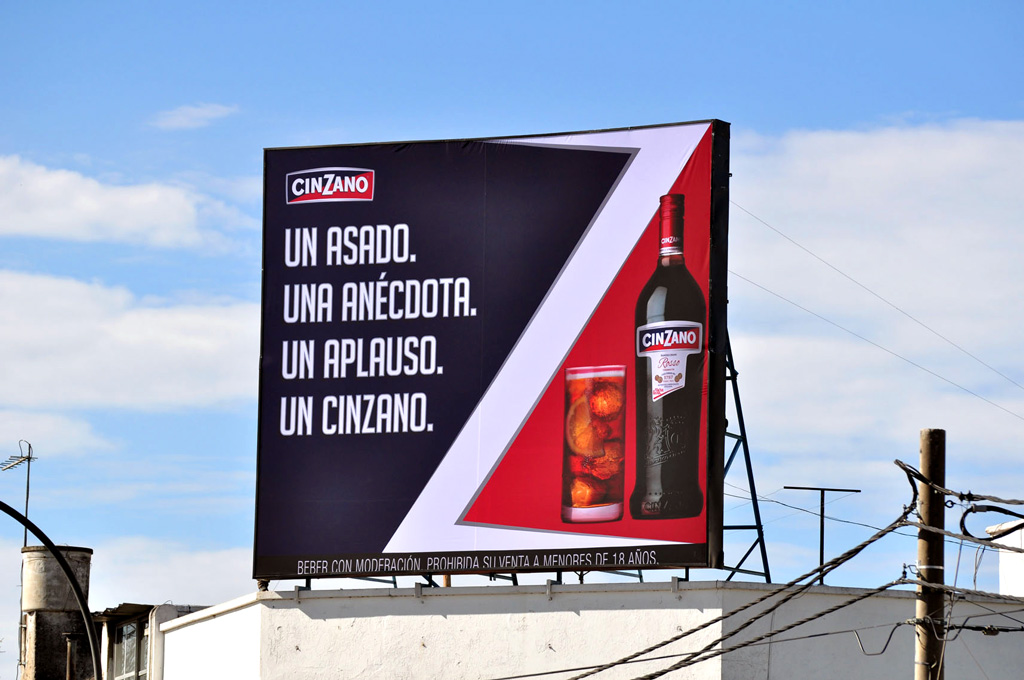 CINZANO
UN ASADO.
UNA ANÉCDOTA.
UN APLAUSO.
UN CINZANO.
CINZANO
CINZANO
Rosso
BEBER CON MODERACIÓN. PROHIBIDA SU VENTA A MENORES DE 18 AÑOS.